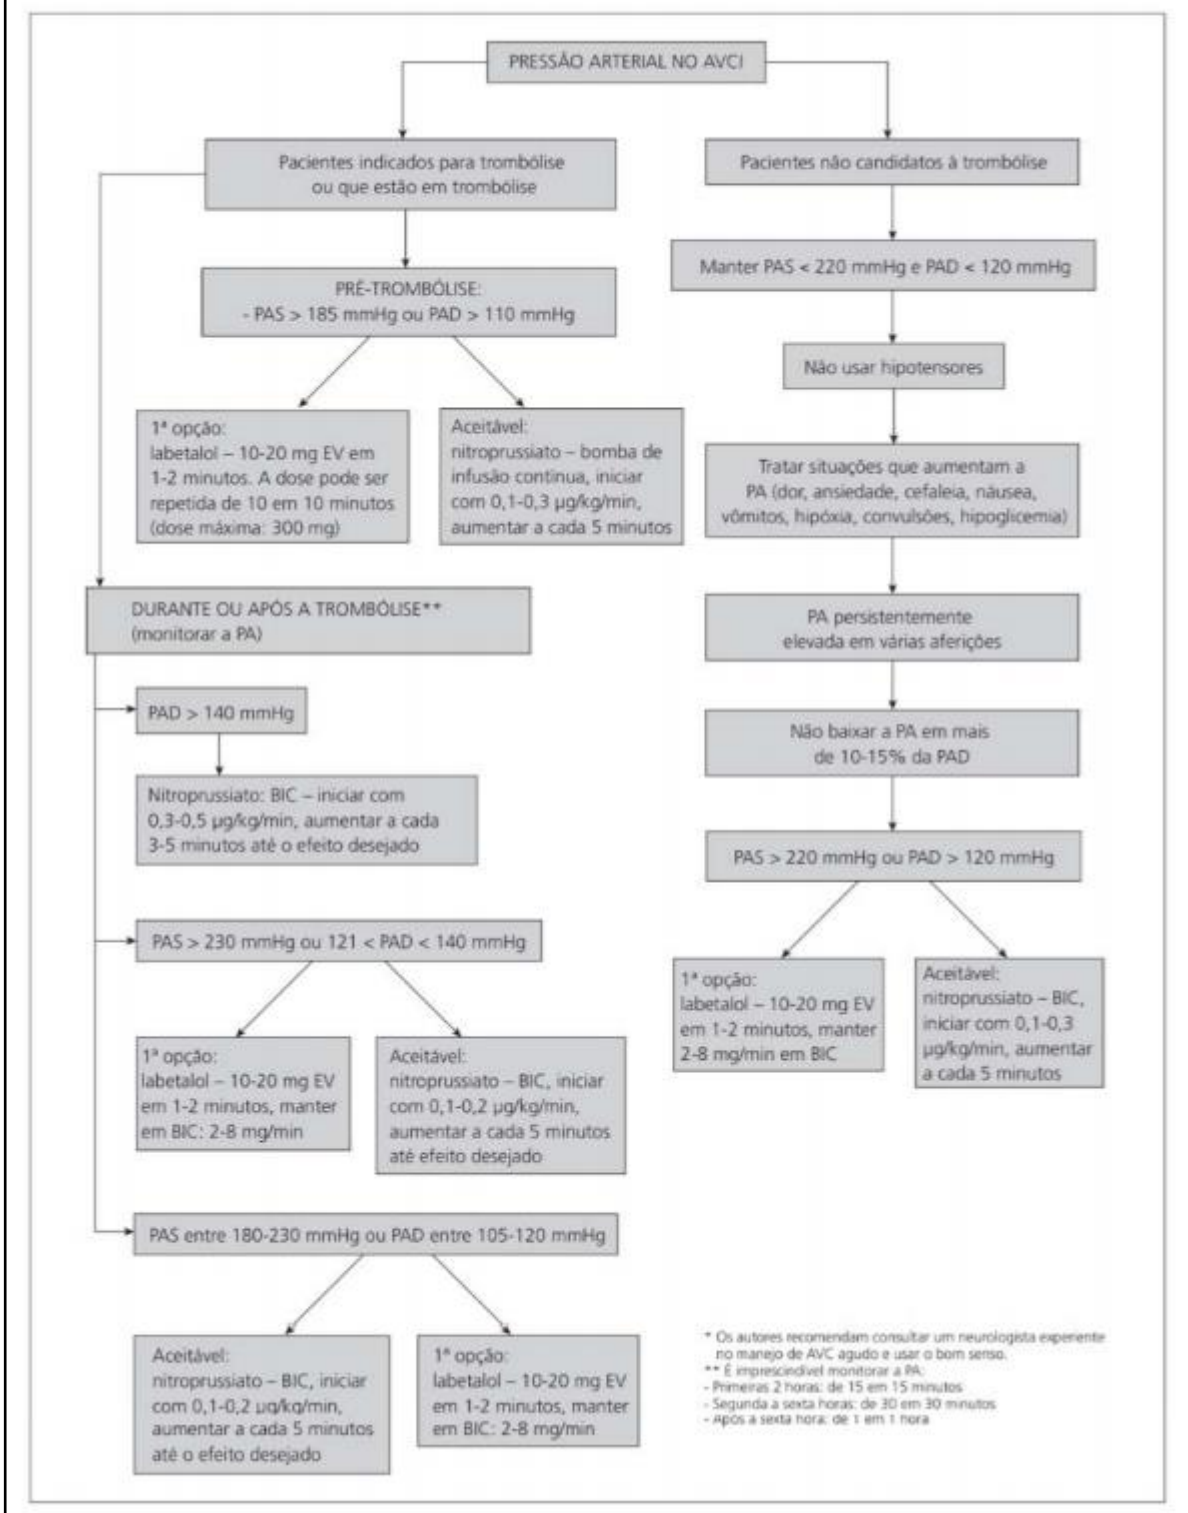 PRESSÃO ARTERIAL NO AVCI
Pacientes indicados para trombólise
ou que estão em trombólise
PRÉ-TROMBÓLISE:
- PAS > 185 mmHg ou PAD > 110 mmHg
1ª opção:
labetalol – 10-20 mg EV em
1-2 minutos. A dose pode ser
repetida de 10 em 10 minutos
(dose máxima: 300 mg)
Aceitável:
nitroprussiato – bomba de
infusão contínua, iniciar
com 0,1-0,3 µg/kg/min,
aumentar a cada 5 minutos
DURANTE OU APÓS A TROMBÓLISE**
(monitorar a PA)
PAD > 140 mmHg
Nitroprussiato: BIC – iniciar com
0,3-0,5 µg/kg/min, aumentar a cada
3-5 minutos até o efeito desejado
PAS > 230 mmHg ou 121 < PAD < 140 mmHg
1ª opção:
labetalol – 10-20 mg EV
em 1-2 minutos, manter
em BIC: 2-8 mg/min
Aceitável:
nitroprussiato – BIC, iniciar
com 0,1-0,2 µg/kg/min,
aumentar a cada 5 minutos
até efeito desejado
PAS entre 180-230 mmHg ou PAD entre 105-120 mmHg
Aceitável:
nitroprussiato – BIC, iniciar
com 0,1-0,2 µg/kg/min,
aumentar a cada 5 minutos
até o efeito desejado
1ª opção:
labetalol – 10-20 mg EV
em 1-2 minutos, manter
em BIC: 2-8 mg/min
Pacientes não candidatos à trombólise
Manter PAS < 220 mmHg e PAD < 120 mmHg
Não usar hipotensores
Tratar situações que aumentam a
PA (dor, ansiedade, cefaleia, náusea,
vômitos, hipóxia, convulsões, hipoglicemia)
PA persistentemente
elevada em várias aferições
Não baixar a PA em mais
de 10-15% da PAD
PAS > 220 mmHg ou PAD > 120 mmHg
1ª opção:
labetalol – 10-20 mg EV
em 1-2 minutos, manter
2-8 mg/min em BIC
Aceitável:
nitroprussiato – BIC,
iniciar com 0,1-0,3
µg/kg/min, aumentar
a cada 5 minutos
* Os autores recomendam consultar um neurologista experiente
no manejo de AVC agudo e usar o bom senso.
** É imprescindível monitorar a PA:
- Primeiras 2 horas: de 15 em 15 minutos
- Segunda a sexta horas: de 30 em 30 minutos
- Após a sexta hora: de 1 em 1 hora